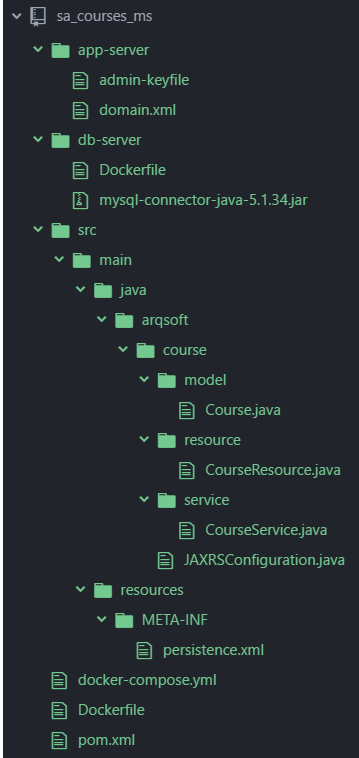 sa_courses_ms
app-server
admin-keyfile
domain.xml
db-server
Dockerfile
mysql-connector-java-5.1.34.jar
src
main
java
arqsoft
course
model
Course.java
resource
CourseResource.java
service
CourseService.java
JAXRSConfiguration.java
resources
META-INF
persistence.xml
docker-compose.yml
Dockerfile
pom.xml